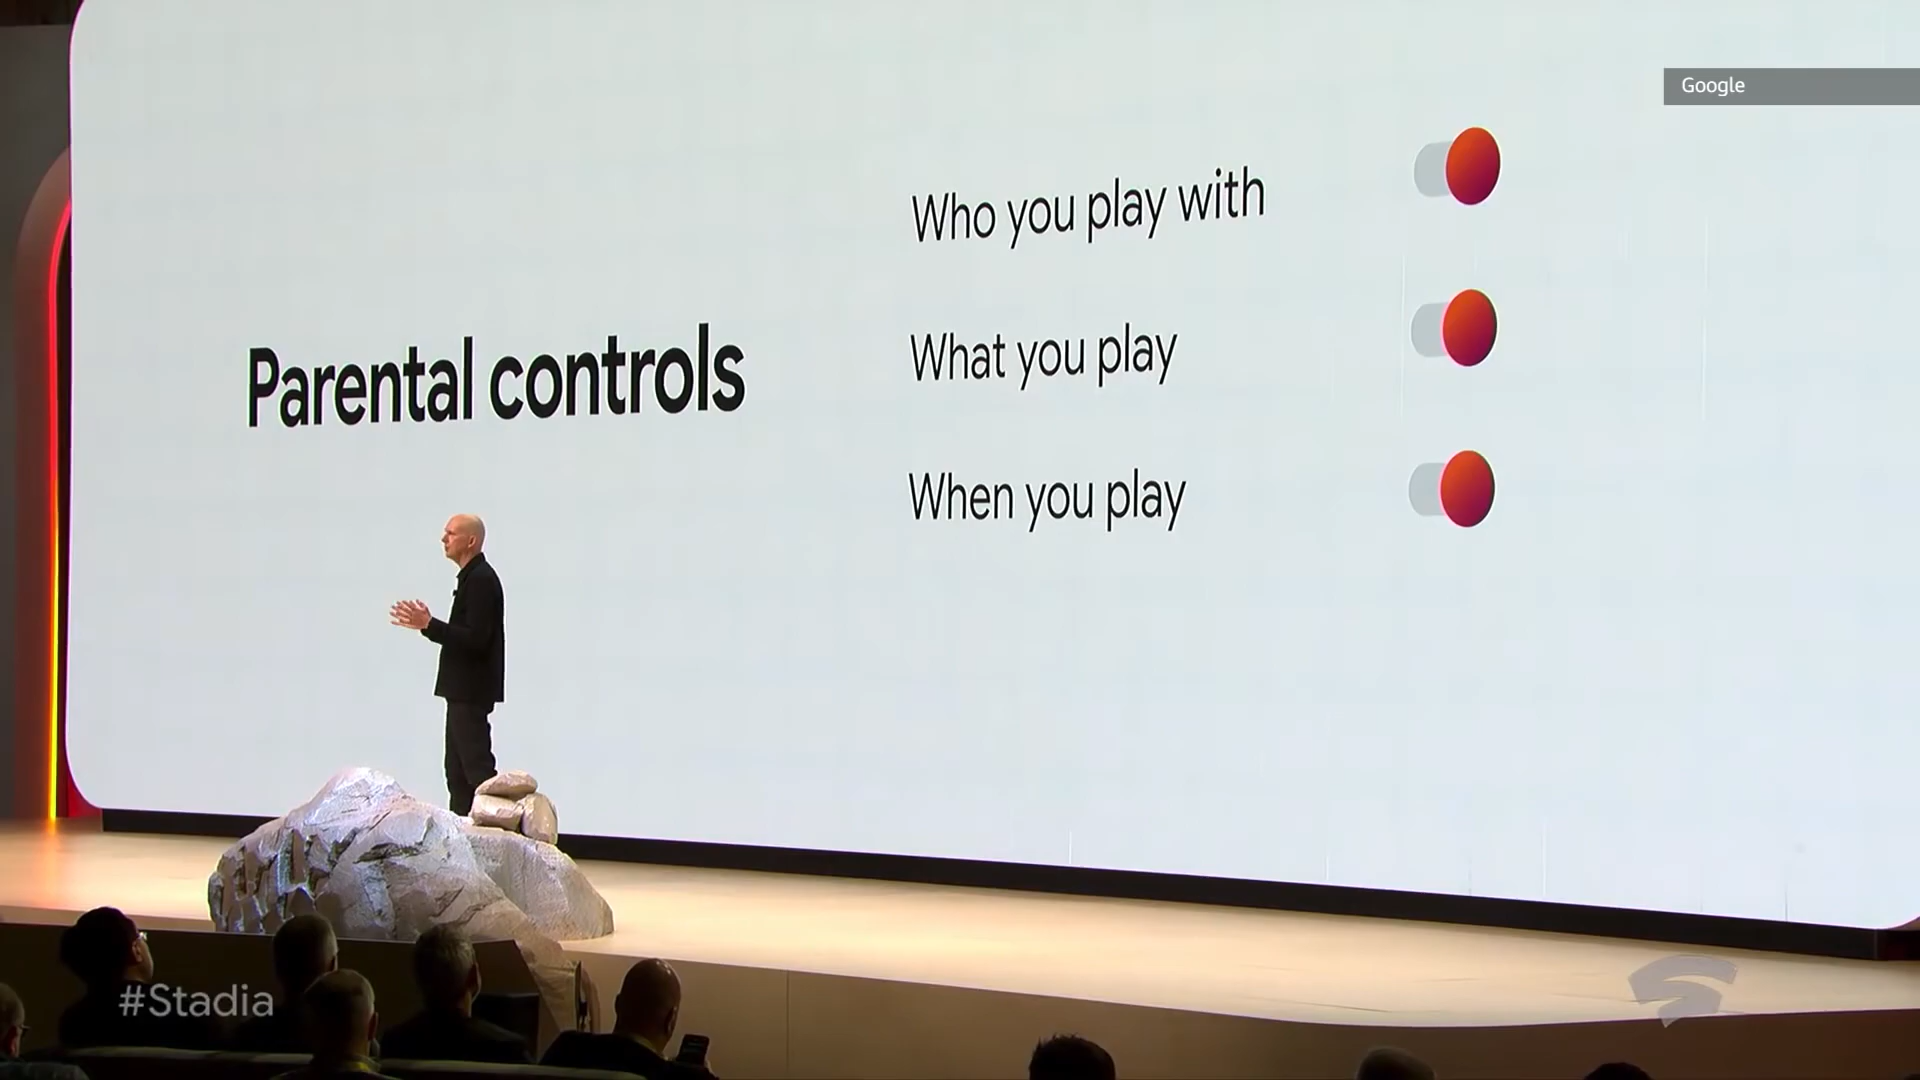 Google
Who you play with
What you play
Parental controls
When you play
#Stadia